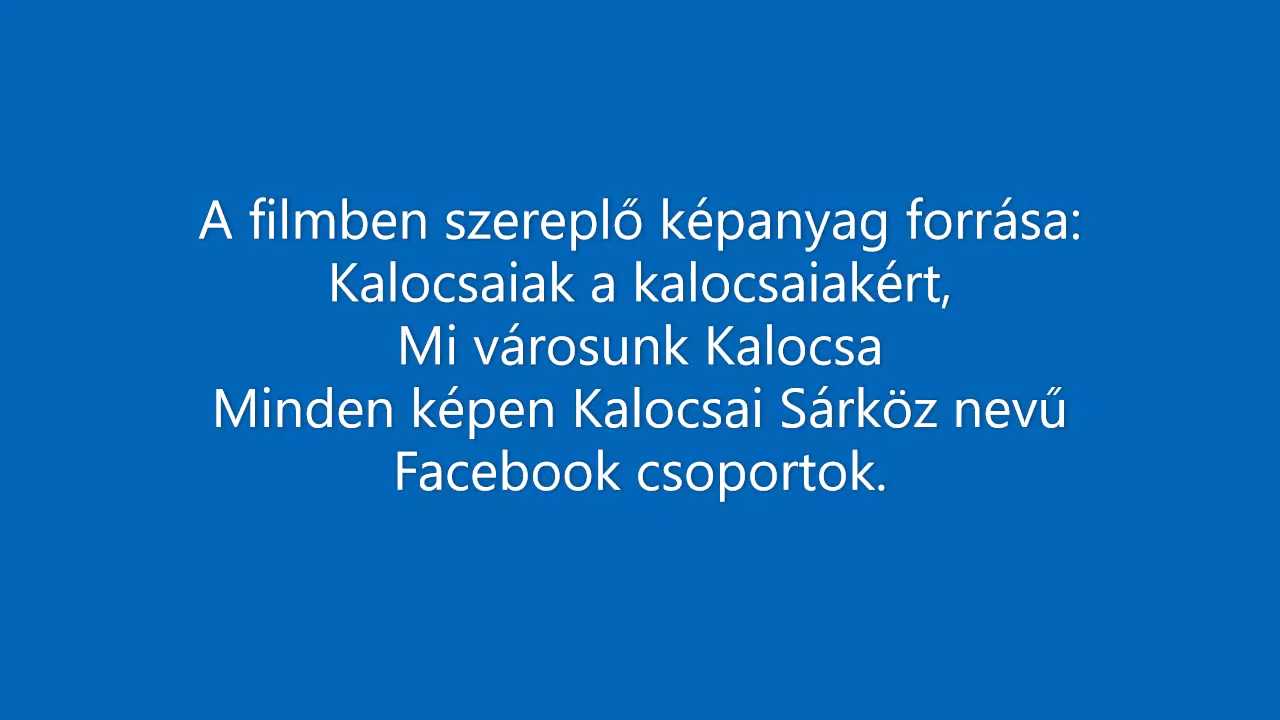 A filmben szereplő képanyag forrása:
Kalocsaiak a kalocsaiakért,
Mi városunk Kalocsa
Minden képen Kalocsai Sárköz nevű
Facebook csoportok.